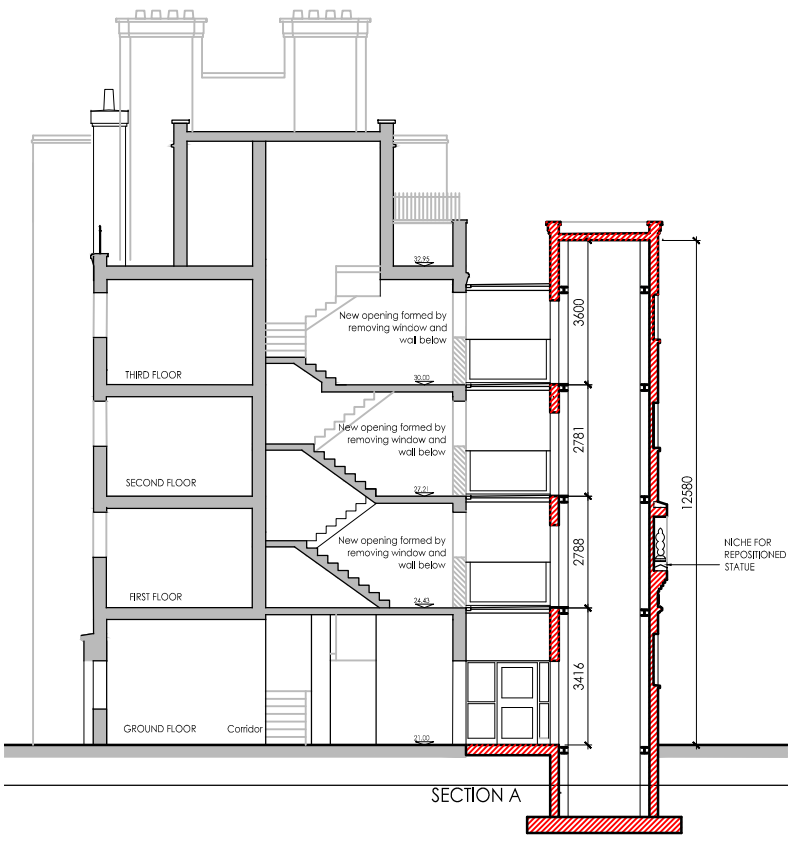 32.95
New opening formed by
removing window and
wall below
3600
THIRD FLOOR
30.00
New opening formed by
removing window and
wall below
2781
SECOND FLOOR
27.21
12580
New opening formed by
removing window and
wall below
2788
NICHE FOR
REPOSITIONED
STATUE
FIRST FLOOR
24.43
3416
GROUND FLOOR
Corridor
21.00
SECTION A